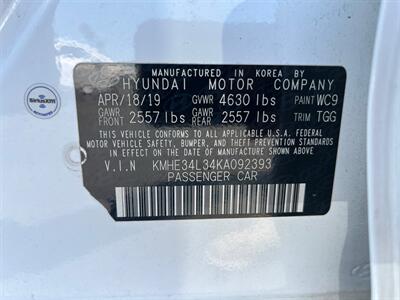 MANUFACTURED IN KOREA BY
HYUNDAI MOTOR COMPANY
APR/18/19 GVWR 4630 lbs PAINT WC9
GAWR FRONT 2557 lbs GAWR REAR 2557 lbs TRIM TGG
THIS VEHICLE CONFORMS TO ALL APPLICABLE U.S.A. FEDERAL
MOTOR VEHICLE SAFETY, BUMPER, AND THEFT PREVENTION
STANDARDS IN EFFECT ON THE DATE OF MANUFACTURE SHOWN ABOVE.
V.I.N KMHE34L34KA092393
PASSENGER CAR
SiriusXM